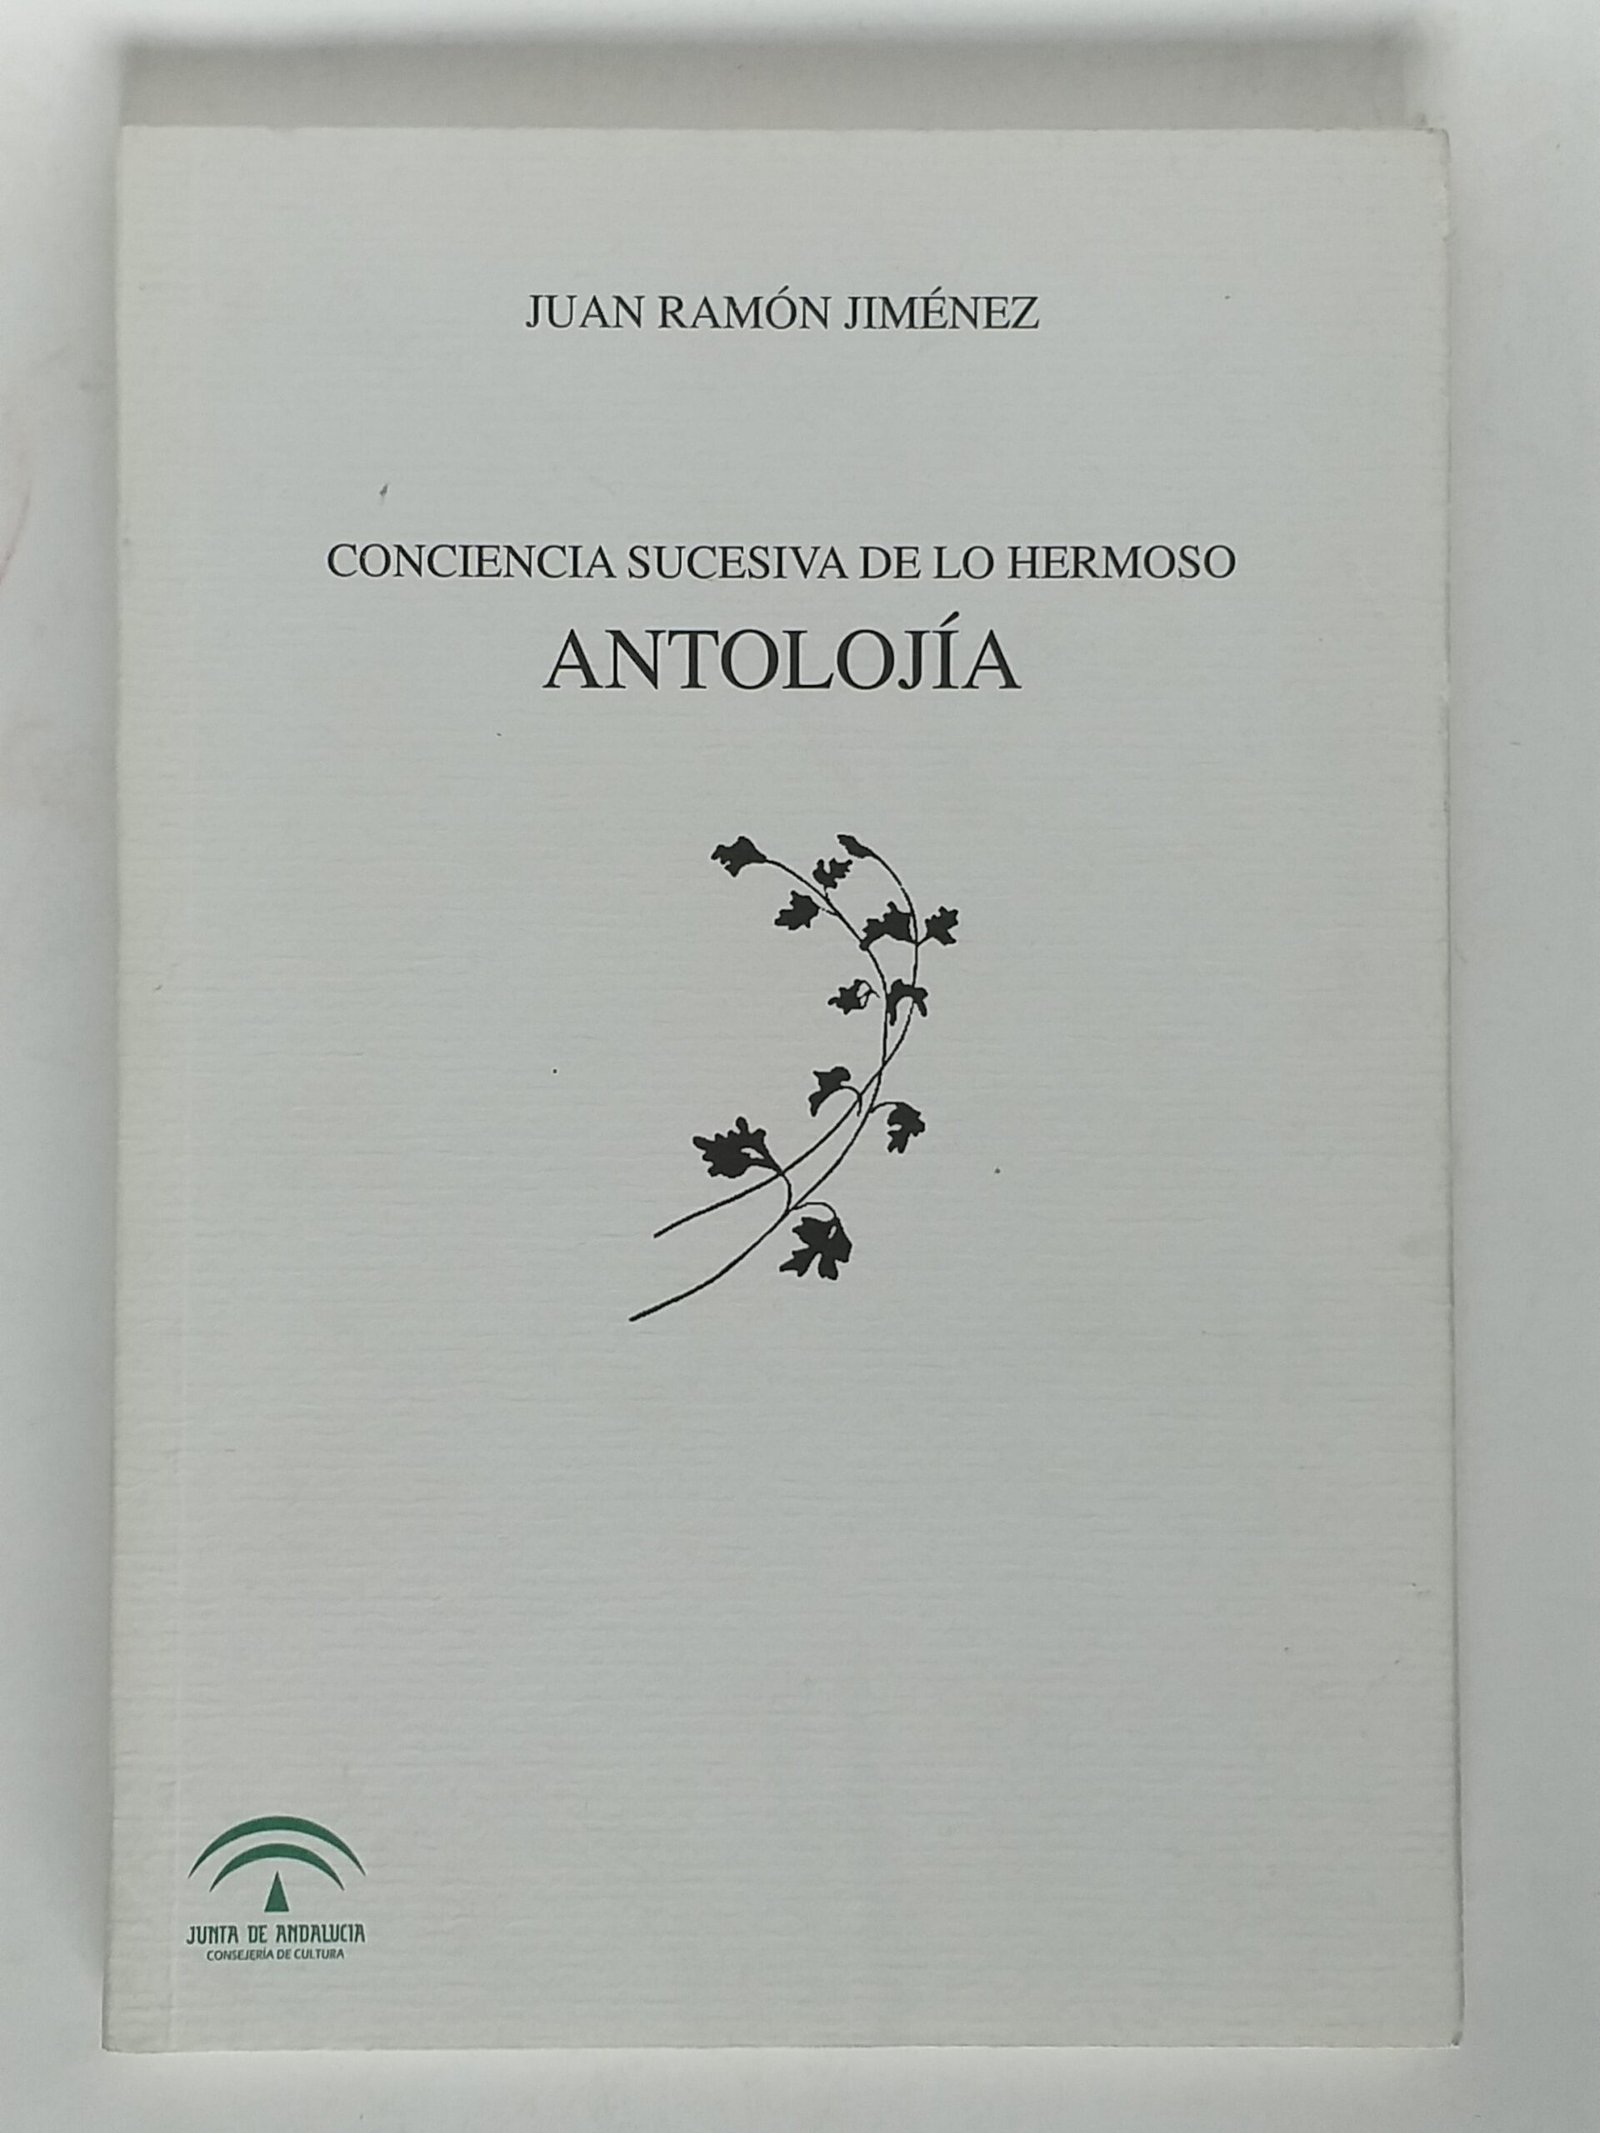 JUAN RAMÓN JIMÉNEZ
CONCIENCIA SUCESIVA DE LO HERMOSO
ANTOLOJÍA
JUNTA DE ANDALUCIA
CONSEJERÍA DE CULTURA